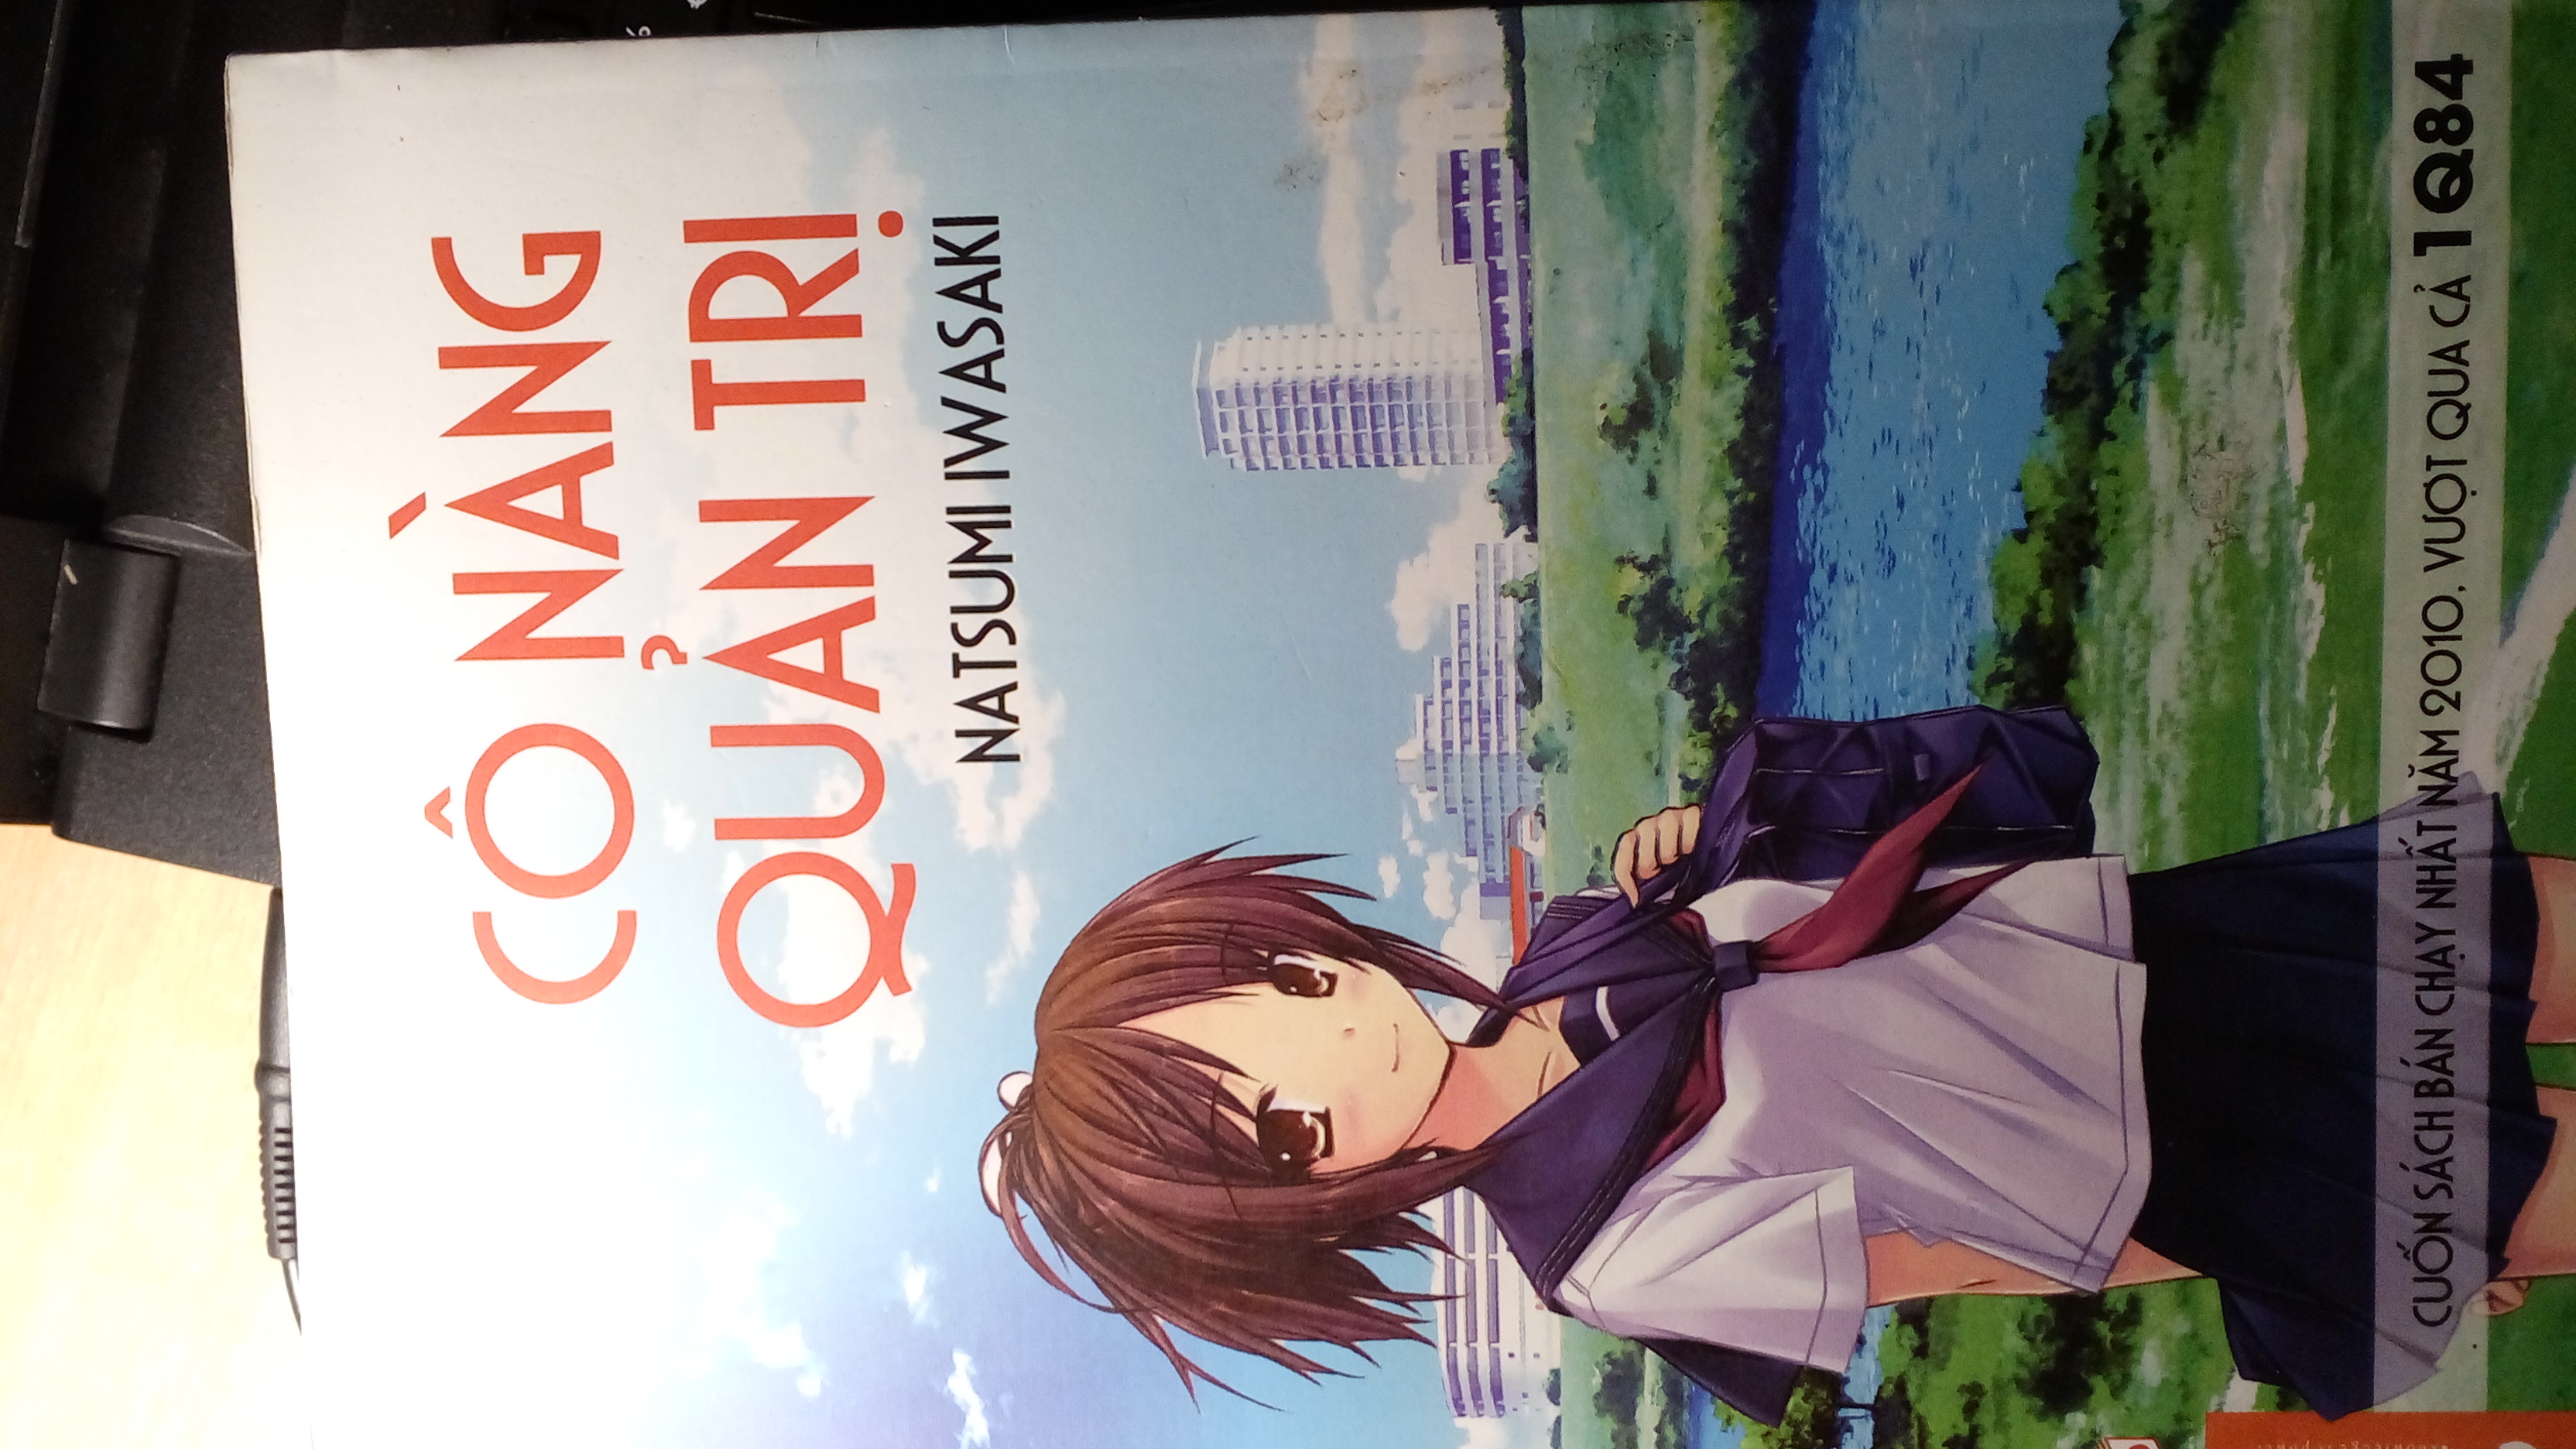 CÔ NÀNG
QUẢN TRỊ
NATSUMI IWASAKI
CUỐN SÁCH BÁN CHẠY NHẤT NĂM 2010, VƯỢT QUA CẢ 1Q84